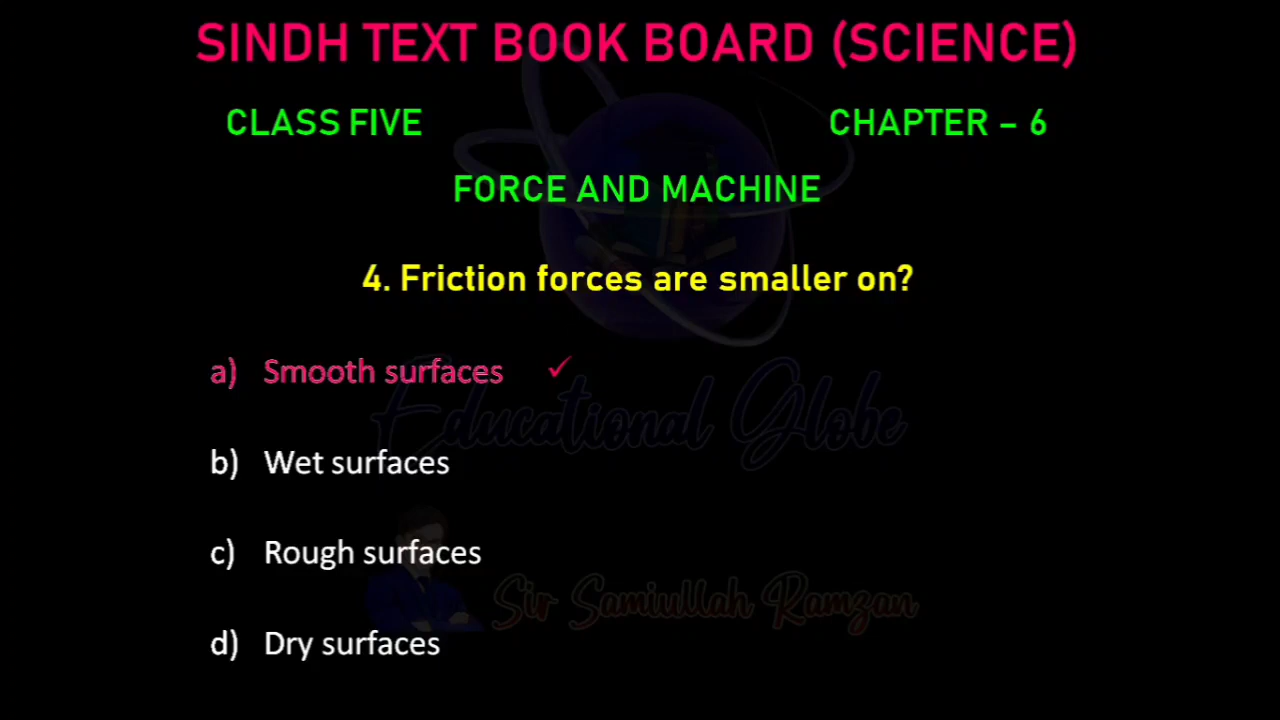 SINDH TEXT BOOK BOARD (SCIENCE)
CLASS FIVE
CHAPTER – 6
FORCE AND MACHINE
4. Friction forces are smaller on?
a) Smooth surfaces ✓
Educational Globe
b) Wet surfaces
c) Rough surfaces
Sir Samiullah Ramzan
d) Dry surfaces